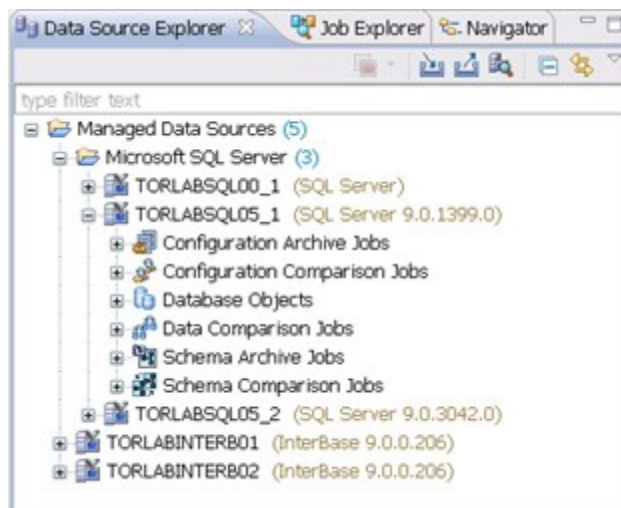 Data Source Explorer Job Explorer Navigator
type filter text
Managed Data Sources (5)
Microsoft SQL Server (3)
TORLABSQL00_1 (SQL Server)
TORLABSQL05_1 (SQL Server 9.0.1399.0)
Configuration Archive Jobs
Configuration Comparison Jobs
Database Objects
Data Comparison Jobs
Schema Archive Jobs
Schema Comparison Jobs
TORLABSQL05_2 (SQL Server 9.0.3042.0)
TORLABINTERB01 (InterBase 9.0.0.206)
TORLABINTERB02 (InterBase 9.0.0.206)